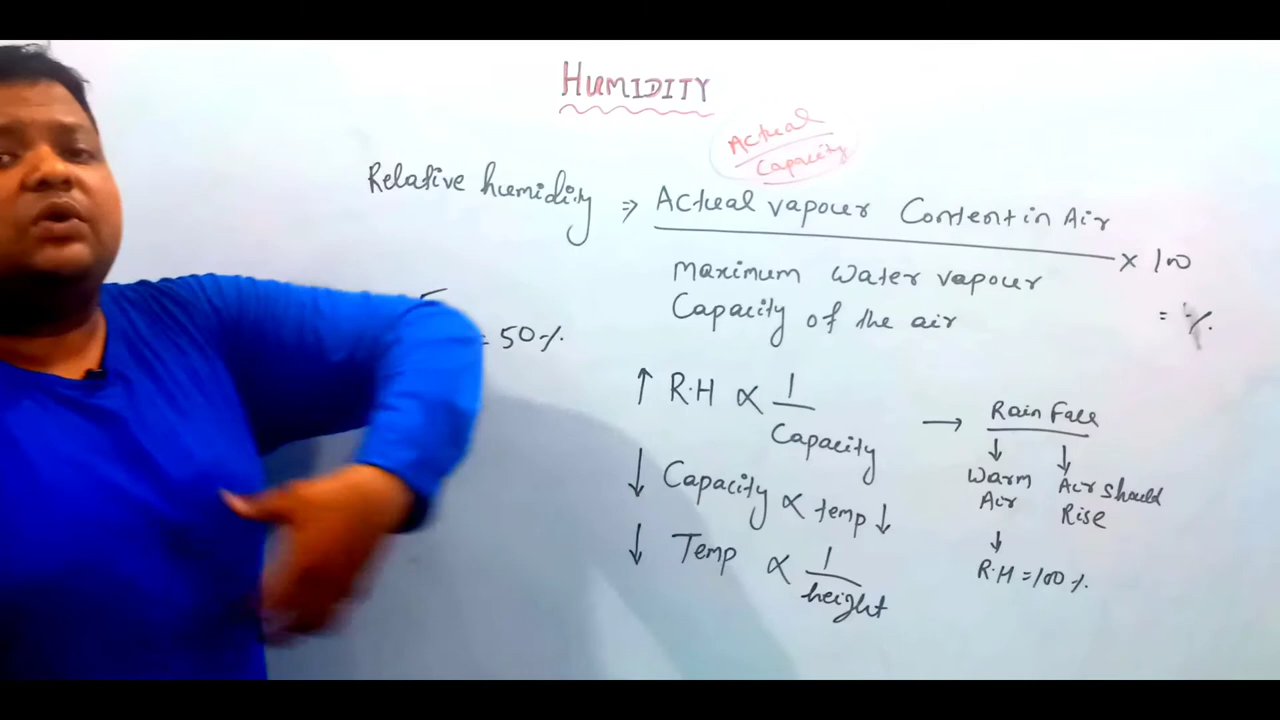 HUMIDITY
Actual
Capacity
Relative humidity ⇒ Actual vapour Content in Air
× 100
Maximum Water vapour
Capacity of the air
= %
= 50%
↑ R.H ∝ 1
Capacity
→ Rain Fall
↓ ↓
Warm Air should
Air Rise
↓
R.H = 100%
↓ Capacity ∝ temp ↓
↓ Temp ∝ 1
height